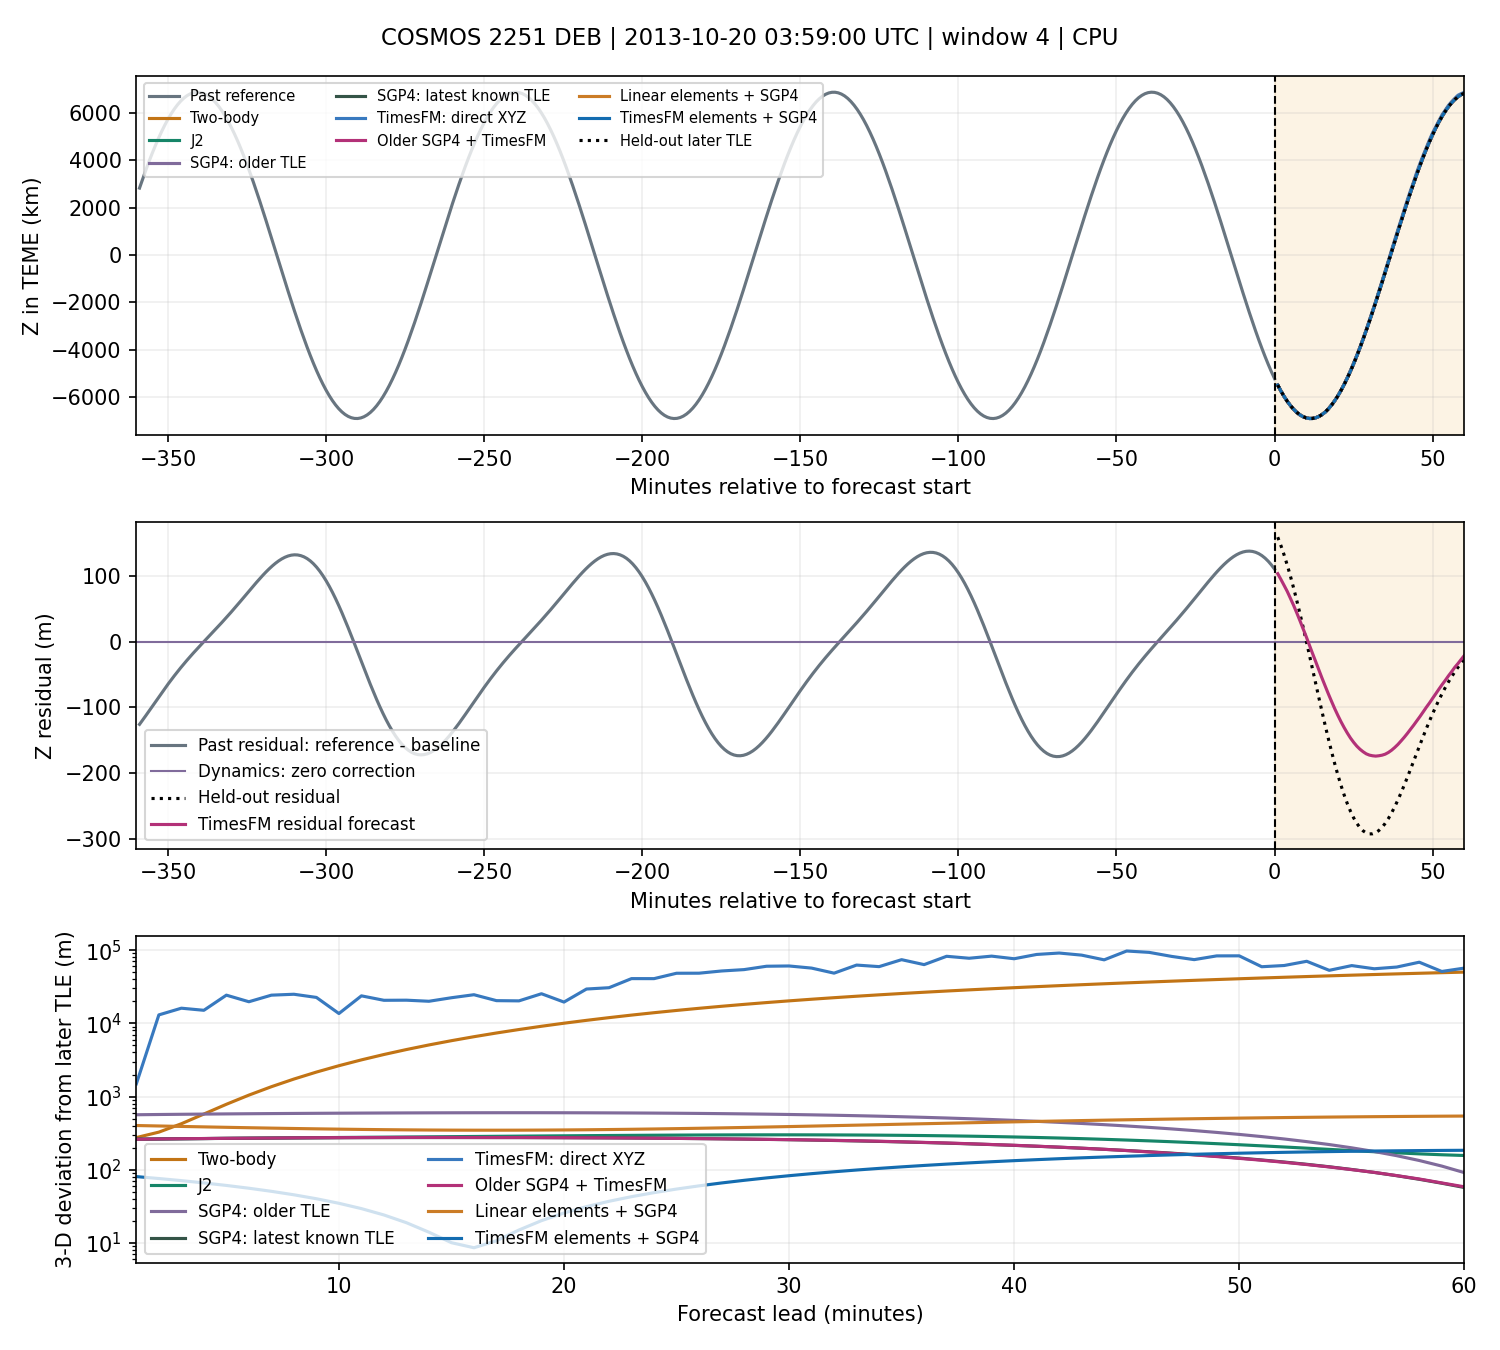 COSMOS 2251 DEB | 2013-10-20 03:59:00 UTC | window 4 | CPU
Z in TEME (km)
6000
4000
2000
0
−2000
−4000
−6000
Past reference
Two-body
J2
SGP4: older TLE
SGP4: latest known TLE
TimesFM: direct XYZ
Older SGP4 + TimesFM
Linear elements + SGP4
TimesFM elements + SGP4
Held-out later TLE
−350 −300 −250 −200 −150 −100 −50 0 50
Minutes relative to forecast start
Z residual (m)
100
0
−100
−200
−300
Past residual: reference - baseline
Dynamics: zero correction
Held-out residual
TimesFM residual forecast
−350 −300 −250 −200 −150 −100 −50 0 50
Minutes relative to forecast start
3-D deviation from later TLE (m)
10⁵
10⁴
10³
10²
10¹
Two-body
J2
SGP4: older TLE
SGP4: latest known TLE
TimesFM: direct XYZ
Older SGP4 + TimesFM
Linear elements + SGP4
TimesFM elements + SGP4
10 20 30 40 50 60
Forecast lead (minutes)